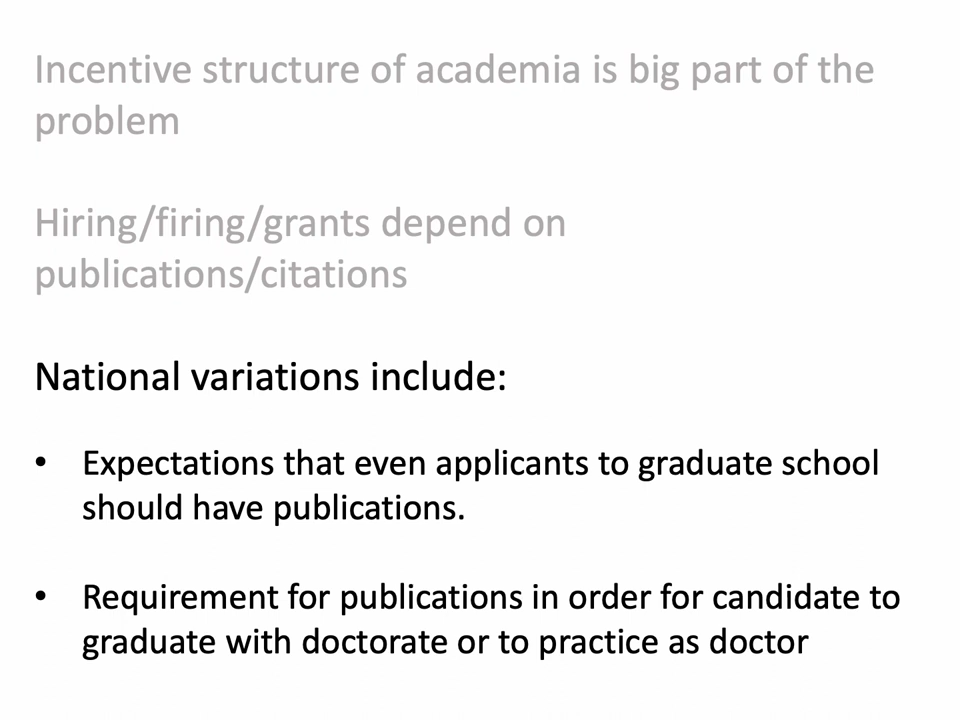 Incentive structure of academia is big part of the
problem
Hiring/firing/grants depend on
publications/citations
National variations include:
• Expectations that even applicants to graduate school
should have publications.
• Requirement for publications in order for candidate to
graduate with doctorate or to practice as doctor